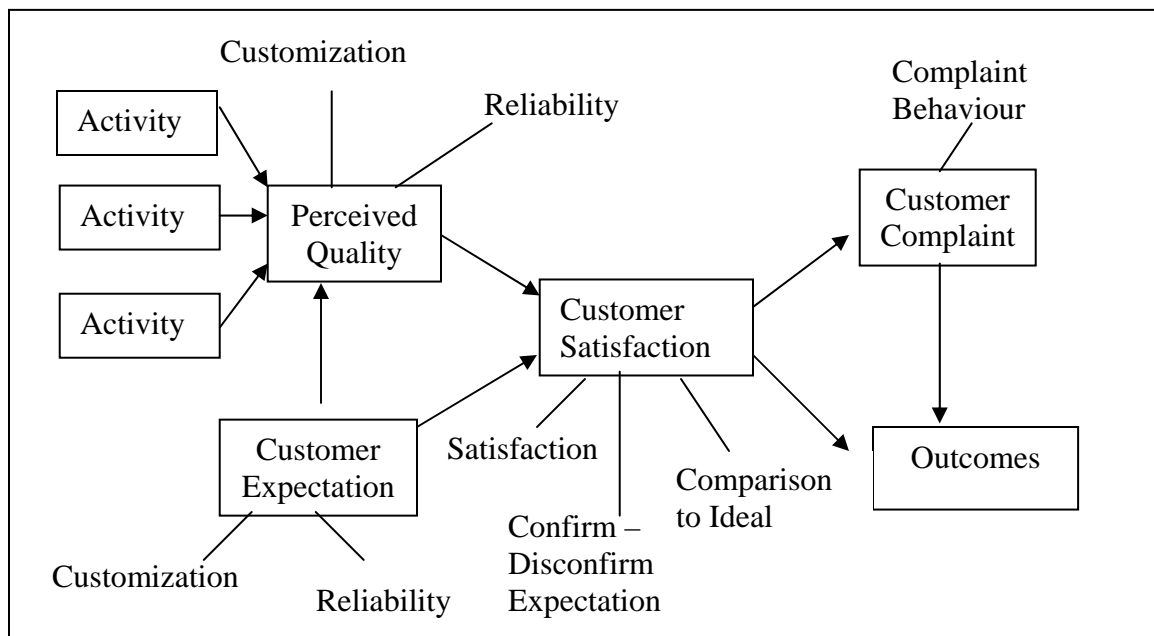 Customization
Complaint
Behaviour
Reliability
Activity
Activity
Activity
Perceived
Quality
Customer
Complaint
Customer
Satisfaction
Customer
Expectation
Satisfaction
Outcomes
Comparison
to Ideal
Confirm –
Disconfirm
Expectation
Customization
Reliability